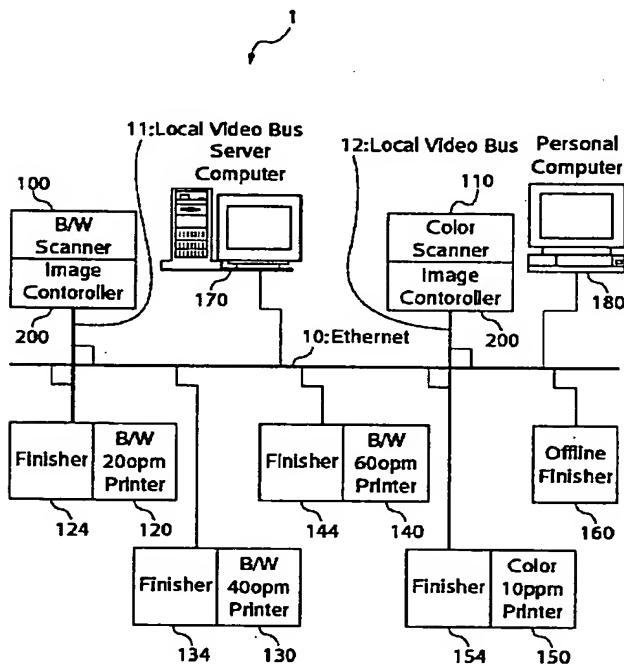 1
11:Local Video Bus
Server
Computer
12:Local Video Bus
Personal
Computer
100
B/W
Scanner
Image
Contoroller
200
170
110
Color
Scanner
Image
Contoroller
200
180
10:Ethernet
Finisher
B/W
20opm
Printer
124
120
Finisher
B/W
60opm
Printer
144
140
Offline
Finisher
160
Finisher
B/W
40opm
Printer
134
130
Finisher
Color
10ppm
Printer
154
150